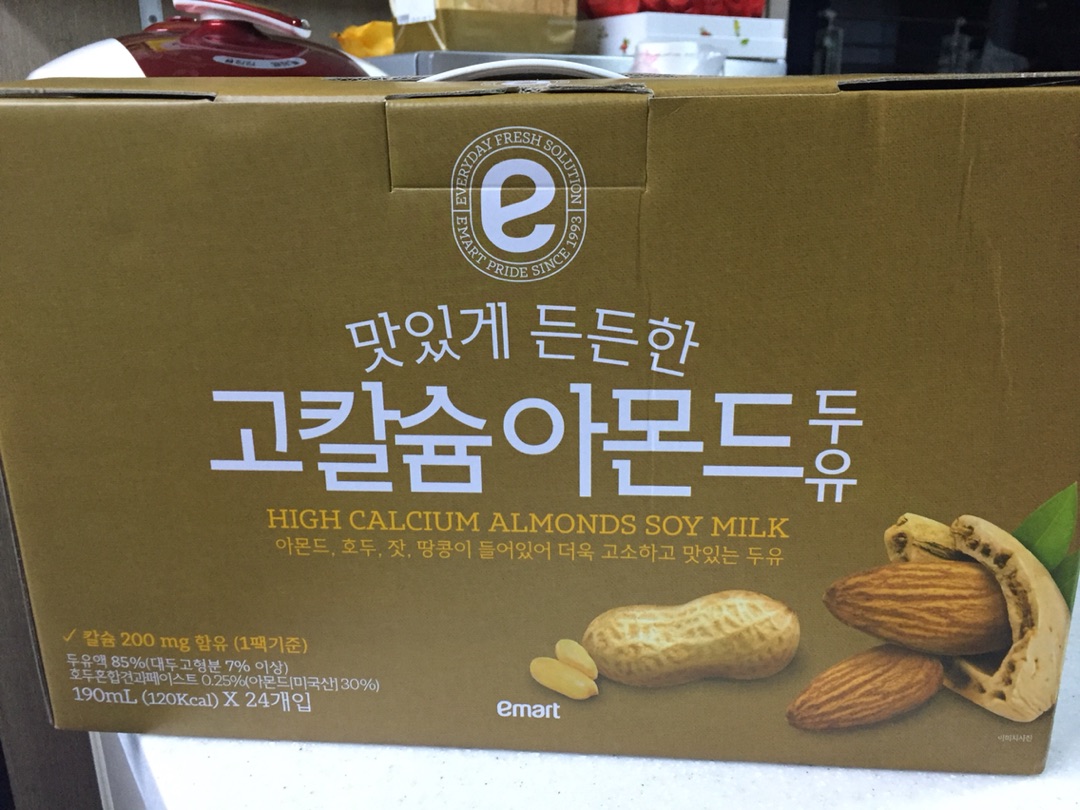 EVERYDAY FRESH SOLUTION
e
EMART PRIDE SINCE 1993
맛있게 든든한
고칼슘아몬드두유
HIGH CALCIUM ALMONDS SOY MILK
아몬드, 호두, 잣, 땅콩이 들어있어 더욱 고소하고 맛있는 두유
✓ 칼슘 200 mg 함유 (1팩기준)
두유액 85%(대두고형분 7% 이상)
호두혼합견과페이스트 0.25%(아몬드[미국산] 30%)
190mL (120Kcal) X 24개입
emart
이미지사진